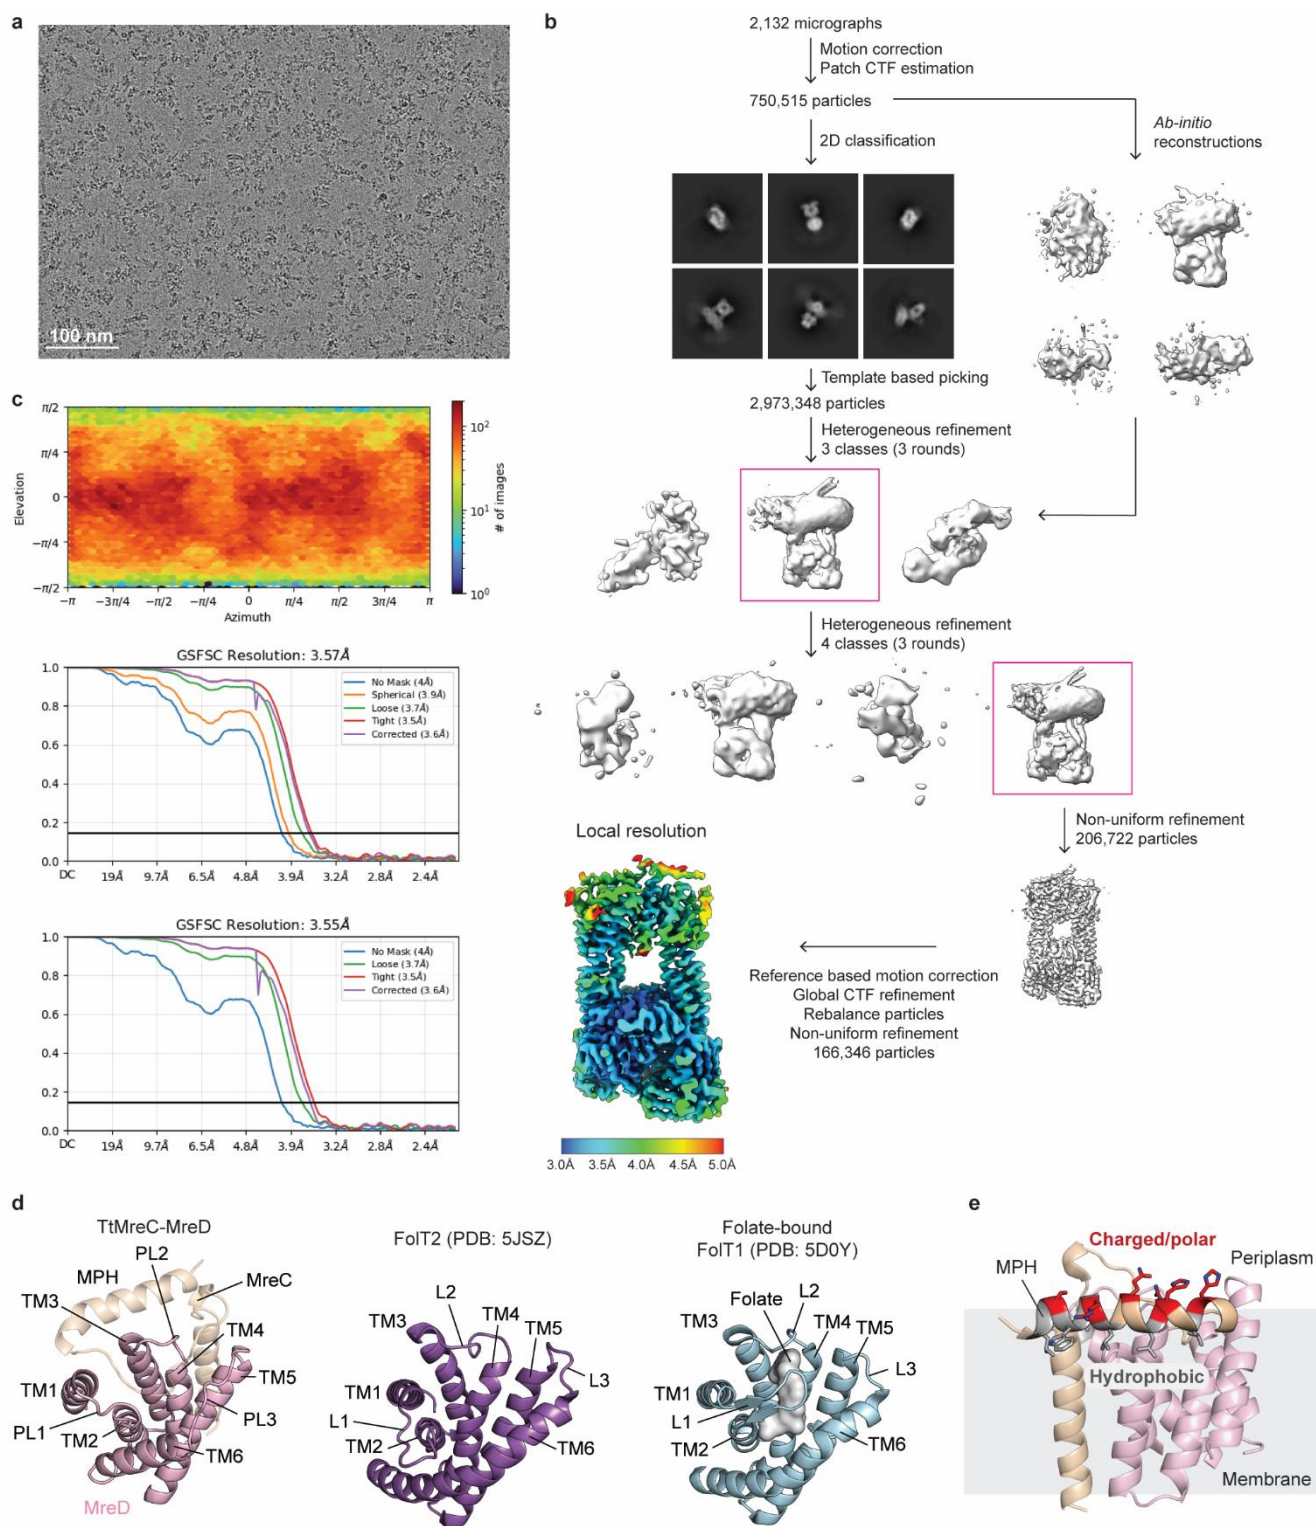 a
100 nm
b
2,132 micrographs
Motion correction
Patch CTF estimation
750,515 particles
2D classification
Ab-initio
reconstructions
Template based picking
2,973,348 particles
Heterogeneous refinement
3 classes (3 rounds)
Heterogeneous refinement
4 classes (3 rounds)
Non-uniform refinement
206,722 particles
Reference based motion correction
Global CTF refinement
Rebalance particles
Non-uniform refinement
166,346 particles
Local resolution
3.0Å 3.5Å 4.0Å 4.5Å 5.0Å
c
Elevation
π/2
π/4
0
−π/4
−π/2
−π −3π/4 −π/2 −π/4 0 π/4 π/2 3π/4 π
Azimuth
10²
10¹
10⁰
# of images
GSFSC Resolution: 3.57Å
1.0
0.8
0.6
0.4
0.2
0.0
No Mask (4Å)
Spherical (3.9Å)
Loose (3.7Å)
Tight (3.5Å)
Corrected (3.6Å)
DC 19Å 9.7Å 6.5Å 4.8Å 3.9Å 3.2Å 2.8Å 2.4Å
GSFSC Resolution: 3.55Å
1.0
0.8
0.6
0.4
0.2
0.0
No Mask (4Å)
Loose (3.7Å)
Tight (3.5Å)
Corrected (3.6Å)
DC 19Å 9.7Å 6.5Å 4.8Å 3.9Å 3.2Å 2.8Å 2.4Å
d
TtMreC-MreD
PL2
MPH
MreC
TM3
TM4
TM1
TM5
PL1
PL3
TM2
TM6
MreD
FolT2 (PDB: 5JSZ)
L2
TM3
TM4
TM5
TM1
L3
L1
TM2
TM6
Folate-bound
FolT1 (PDB: 5D0Y)
Folate
L2
TM3
TM4
TM5
TM1
L3
L1
TM2
TM6
e
Charged/polar
MPH
Periplasm
Hydrophobic
Membrane